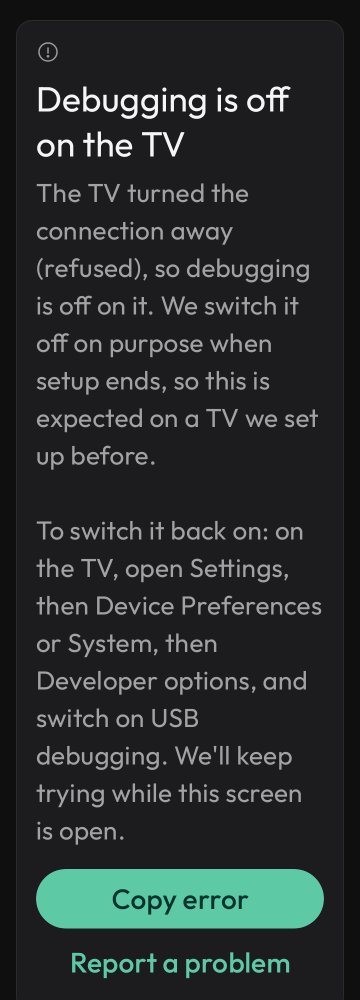 Debugging is off
on the TV
The TV turned the
connection away
(refused), so debugging
is off on it. We switch it
off on purpose when
setup ends, so this is
expected on a TV we set
up before.
To switch it back on: on
the TV, open Settings,
then Device Preferences
or System, then
Developer options, and
switch on USB
debugging. We'll keep
trying while this screen
is open.
Copy error
Report a problem